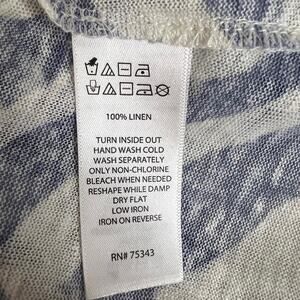 100% LINEN
TURN INSIDE OUT
HAND WASH COLD
WASH SEPARATELY
ONLY NON-CHLORINE
BLEACH WHEN NEEDED
RESHAPE WHILE DAMP
DRY FLAT
LOW IRON
IRON ON REVERSE
RN# 75343